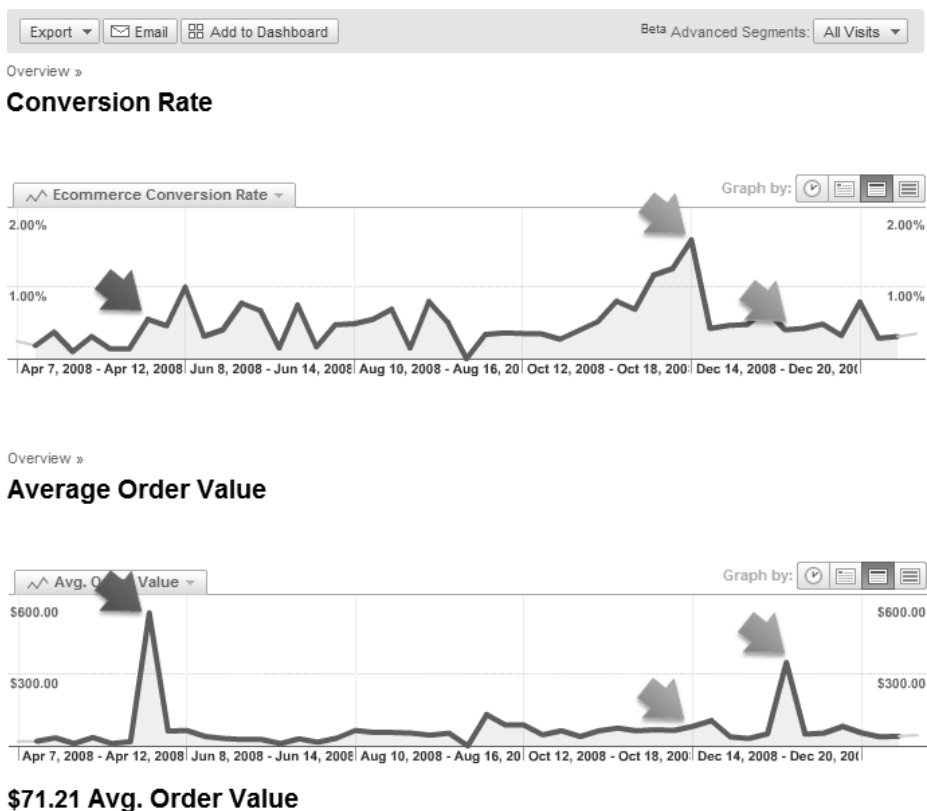 Export Email Add to Dashboard Beta Advanced Segments: All Visits
Overview »
Conversion Rate
Ecommerce Conversion Rate Graph by:
2.00% 2.00%
1.00% 1.00%
Apr 7, 2008 - Apr 12, 2008 Jun 8, 2008 - Jun 14, 2008 Aug 10, 2008 - Aug 16, 20 Oct 12, 2008 - Oct 18, 200 Dec 14, 2008 - Dec 20, 200
Overview »
Average Order Value
Avg. Value Graph by:
$600.00 $600.00
$300.00 $300.00
Apr 7, 2008 - Apr 12, 2008 Jun 8, 2008 - Jun 14, 2008 Aug 10, 2008 - Aug 16, 20 Oct 12, 2008 - Oct 18, 200 Dec 14, 2008 - Dec 20, 200
$71.21 Avg. Order Value